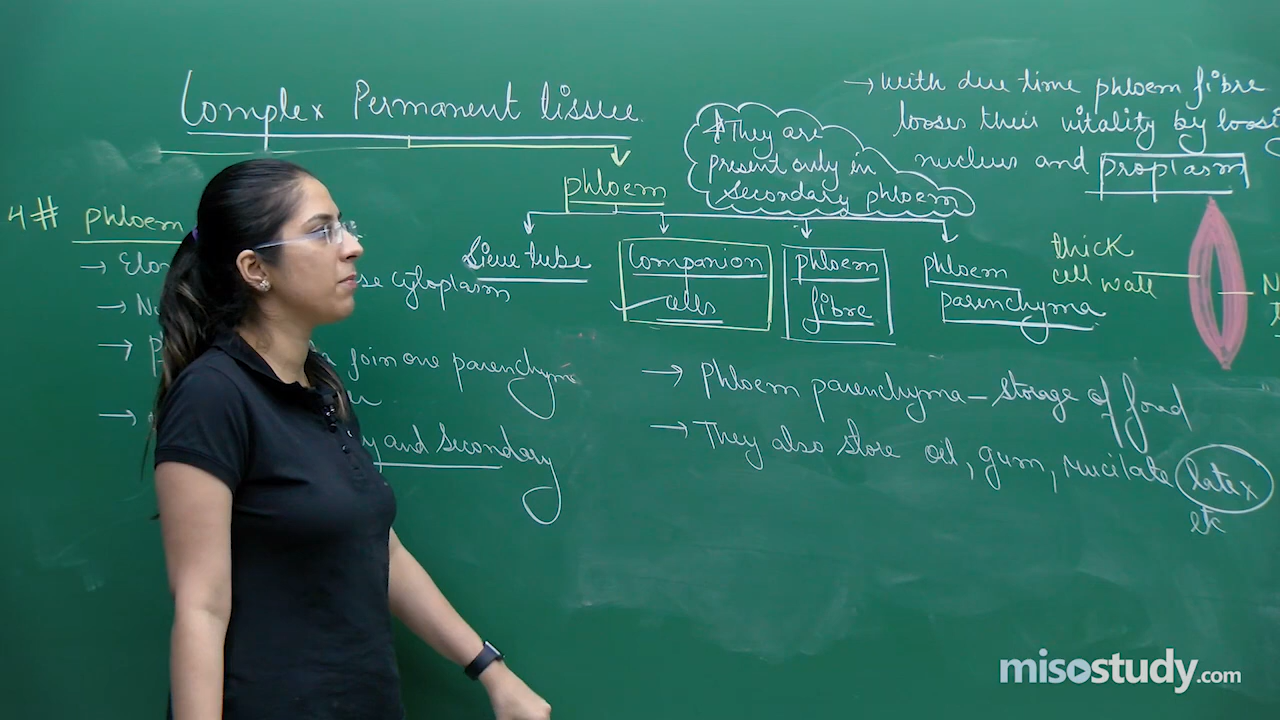 Complex Permanent tissue.
→ With due time phloem fibre
looses their vitality by
nucleus and proplasm
* They are
present only in
Secondary phloem
phloem
4# phloem
Sieve tube
Companion
cells
phloem
fibre
phloem
parenchyma
thick
cell wall
→
→
cytoplasm
→
join one parenchyma
→
and Secondary
→ Phloem parenchyma – storage of food
→ They also store oil, gum, mucilate latex
etc
misostudy.com